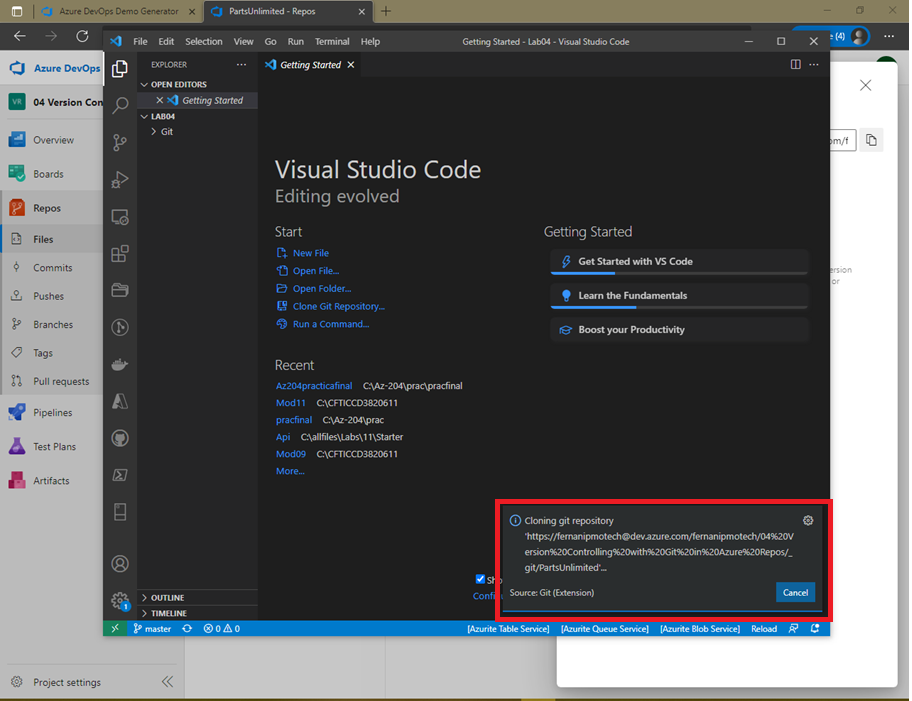 Azure DevOps Demo Generator
PartsUnlimited - Repos
(4)
File Edit Selection View Go Run Terminal Help
Getting Started - Lab04 - Visual Studio Code
Azure DevOps
VR 04 Version Con
Overview
Boards
Repos
Files
Commits
Pushes
Branches
Tags
Pull requests
Pipelines
Test Plans
Artifacts
Project settings
EXPLORER
OPEN EDITORS
Getting Started
LAB04
Git
OUTLINE
TIMELINE
1
Getting Started
Visual Studio Code
Editing evolved
Start
New File
Open File...
Open Folder...
Clone Git Repository...
Run a Command...
Recent
Az204practicafinal C:\Az-204\prac\pracfinal
Mod11 C:\CFTICCD3820611
pracfinal C:\Az-204\prac
Api C:\allfiles\Labs\11\Starter
Mod09 C:\CFTICCD3820611
More...
Getting Started
Get Started with VS Code
Learn the Fundamentals
Boost your Productivity
Sho
Config
Cloning git repository
'https://fernanipmotech@dev.azure.com/fernanipmotech/04%20V
ersion%20Controlling%20with%20Git%20in%20Azure%20Repos/_
git/PartsUnlimited'...
Source: Git (Extension)
Cancel
master
0 0
[Azurite Table Service] [Azurite Queue Service] [Azurite Blob Service] Reload
om/f
ersion
or